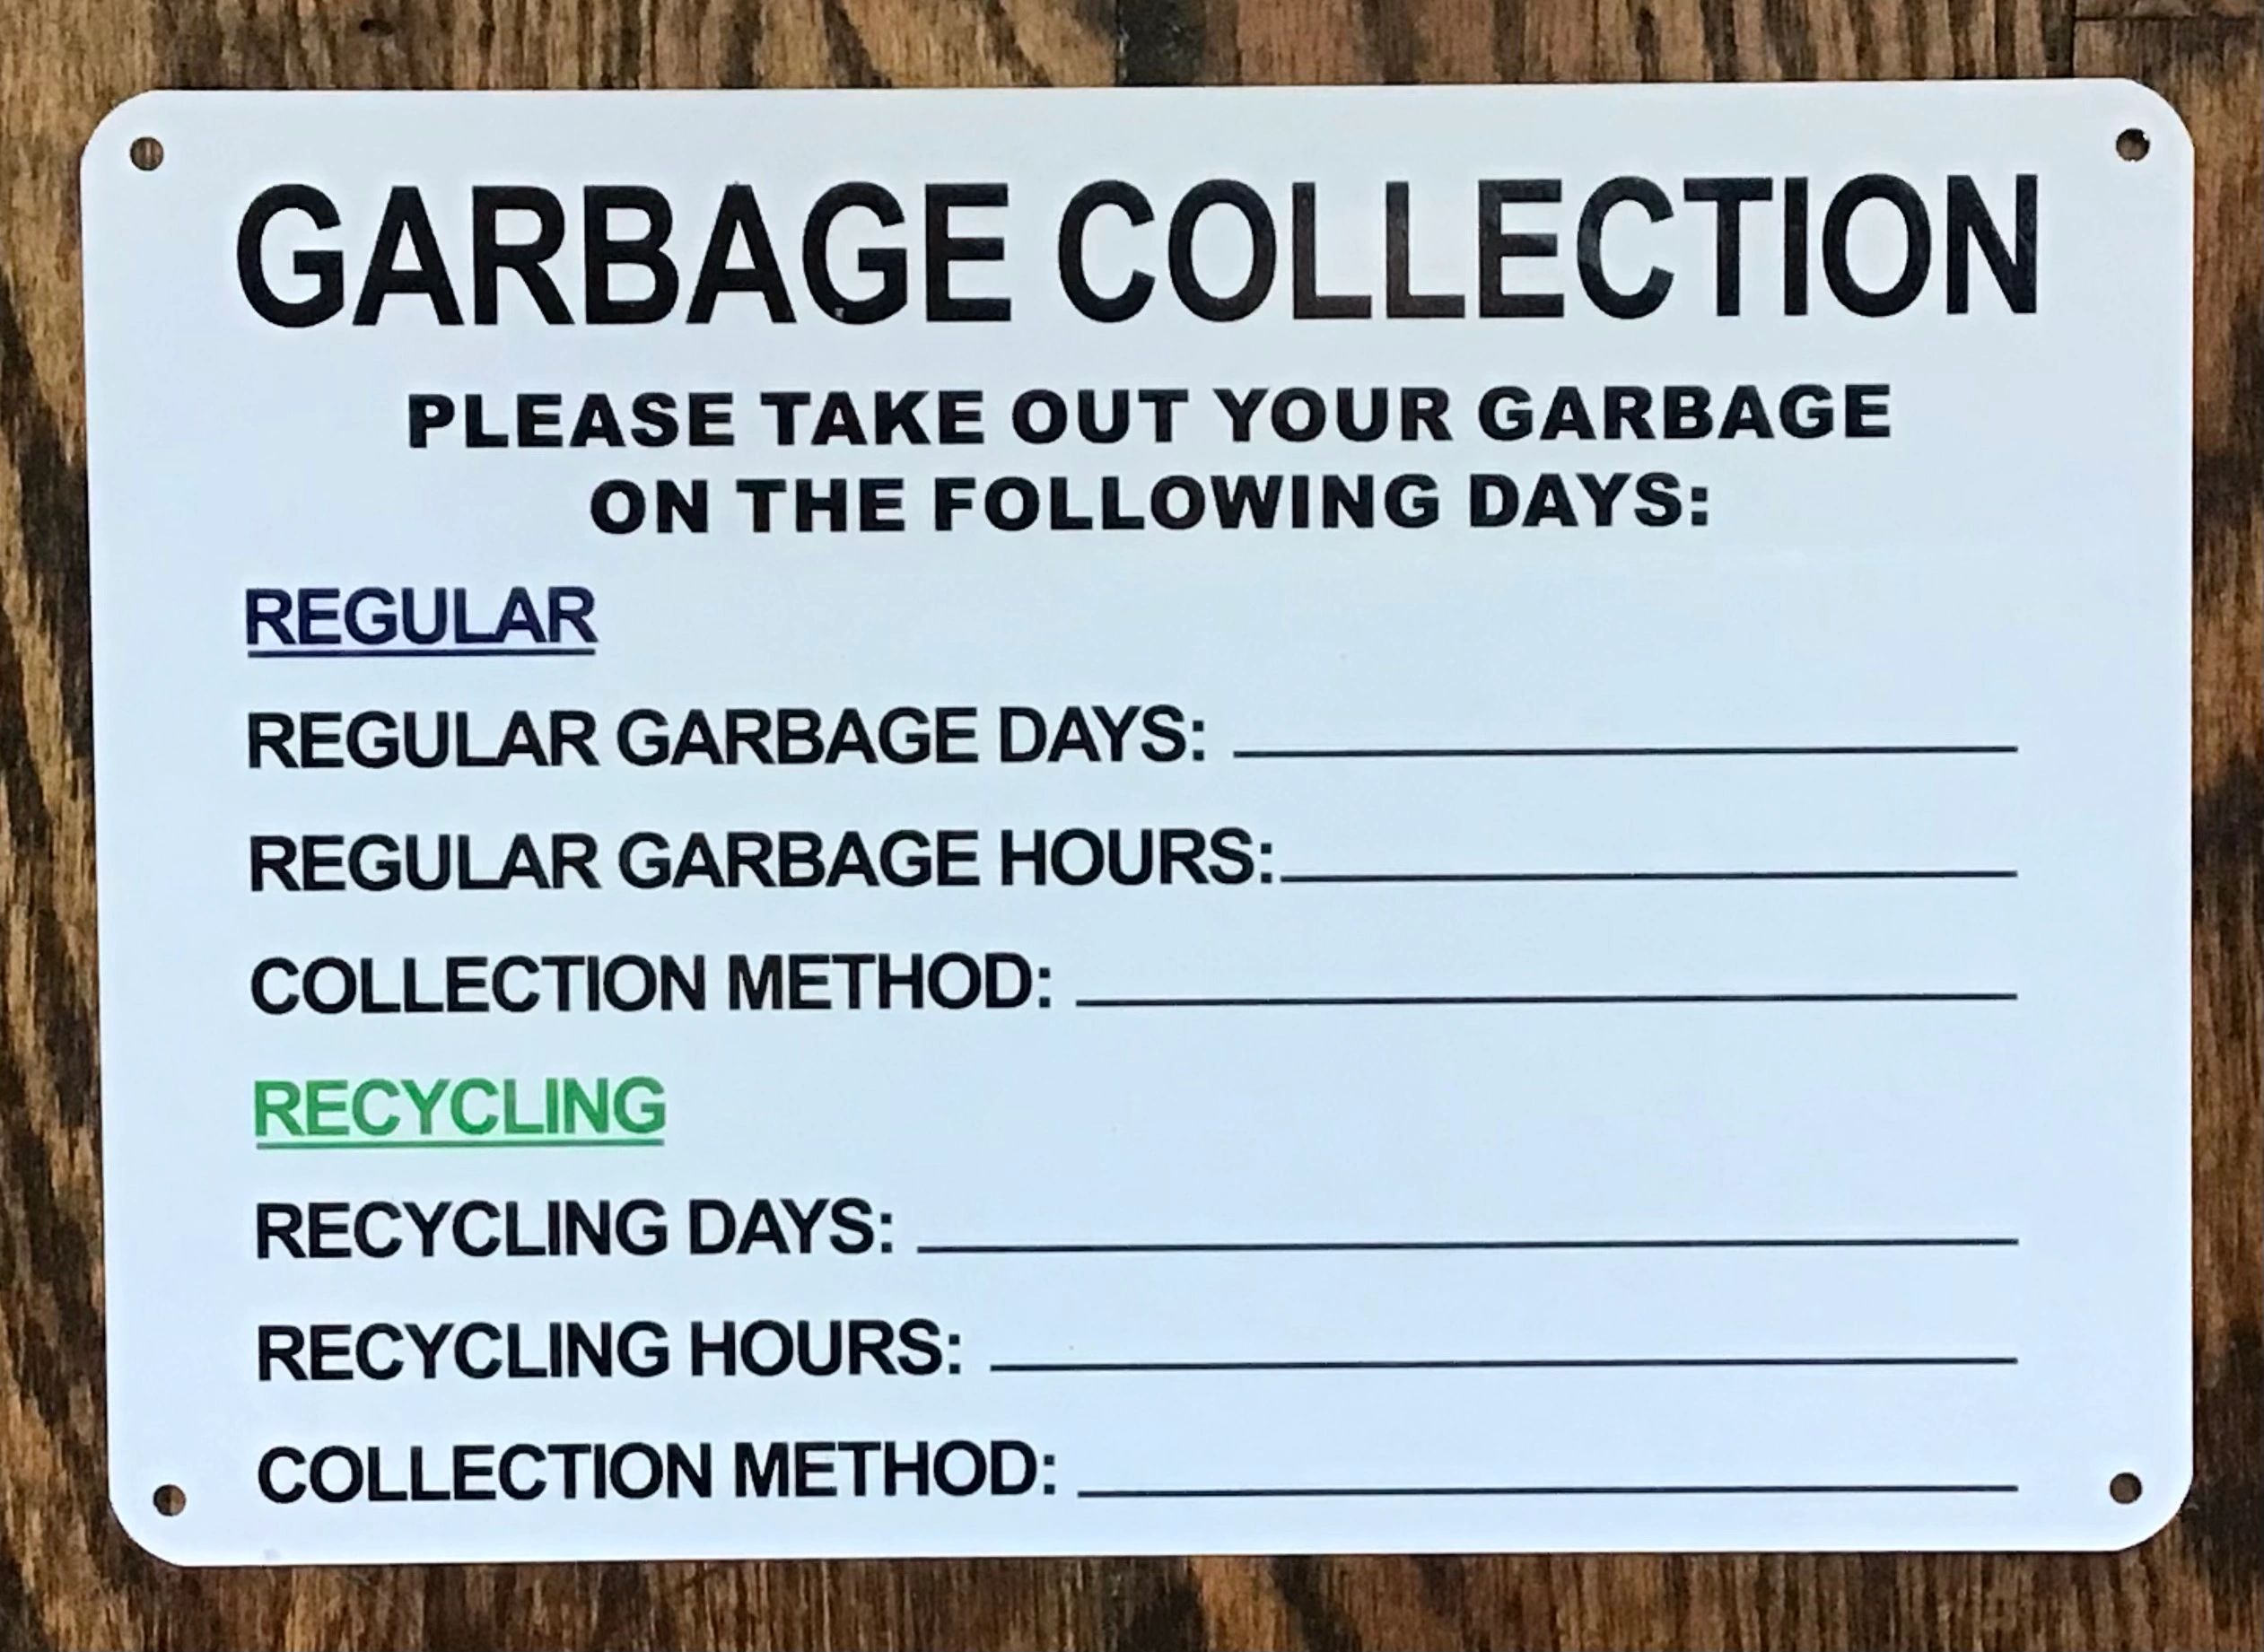 GARBAGE COLLECTION
PLEASE TAKE OUT YOUR GARBAGE
ON THE FOLLOWING DAYS:
REGULAR
REGULAR GARBAGE DAYS:
REGULAR GARBAGE HOURS:
COLLECTION METHOD:
RECYCLING
RECYCLING DAYS:
RECYCLING HOURS:
COLLECTION METHOD: